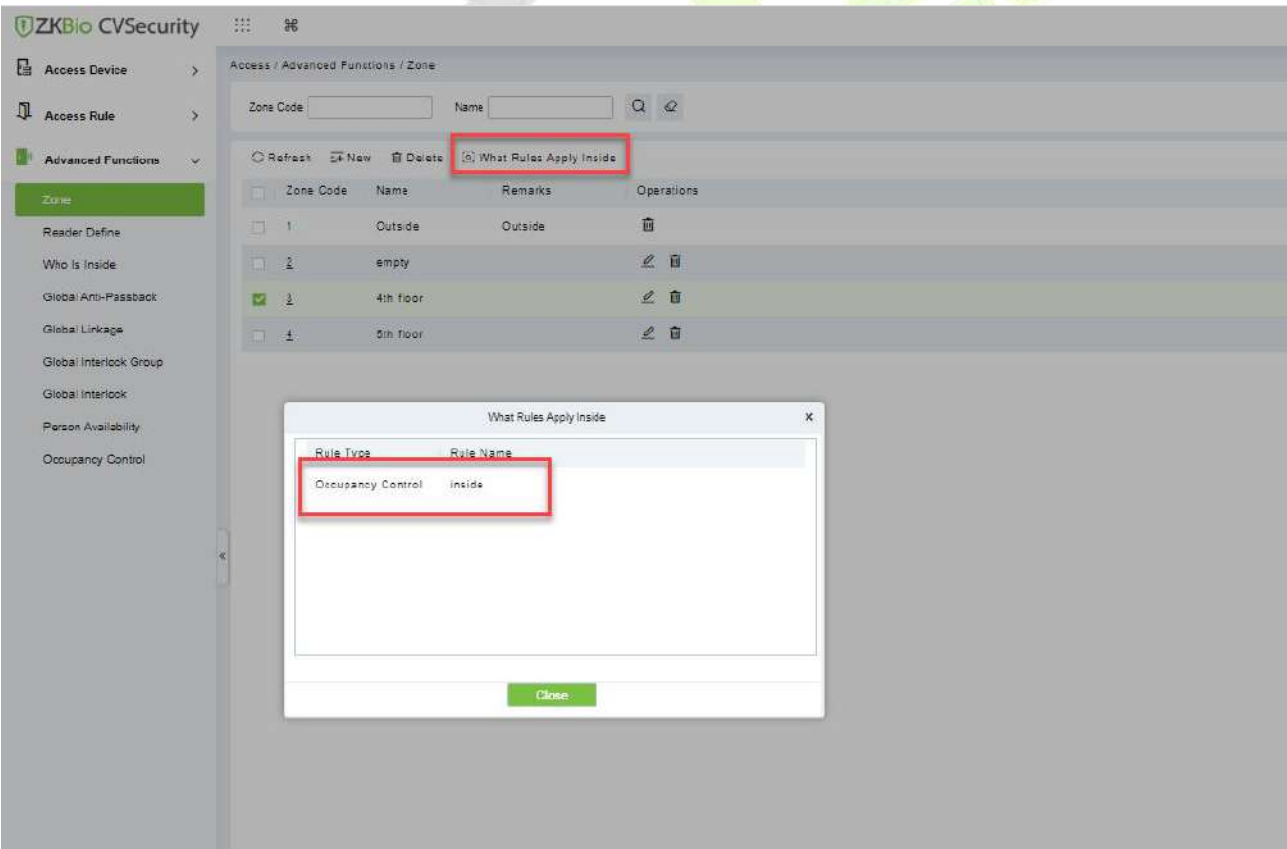 ZKBio CVSecurity
Access Device
Access Rule
Advanced Functions
Zone
Reader Define
Who Is Inside
Global Anti-Passback
Global Linkage
Global Interlock Group
Global Interlock
Person Availability
Occupancy Control
Access / Advanced Functions / Zone
Zone Code Name
Refresh New Delete What Rules Apply Inside
Zone Code Name Remarks Operations
1 Outside Outside
2 empty
3 4th floor
4 5th floor
What Rules Apply Inside X
Rule Type Rule Name
Occupancy Control inside
Close